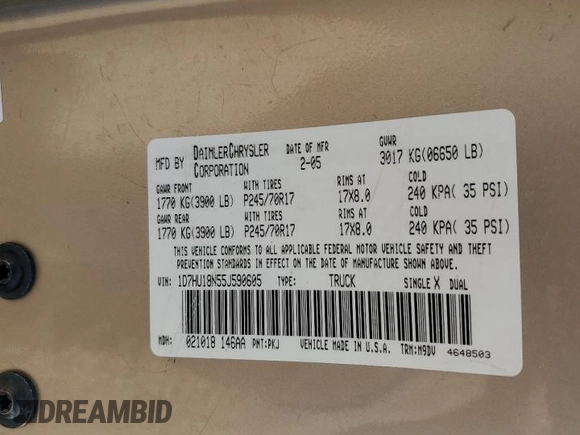 MFD BY DAIMLERCHRYSLER CORPORATION DATE OF MFR 2-05 GVWR 3017 KG(06650 LB)
GAWR FRONT WITH TIRES RIMS AT COLD
1770 KG(3900 LB) P245/70R17 17X8.0 240 KPA( 35 PSI)
GAWR REAR WITH TIRES RIMS AT COLD
1770 KG(3900 LB) P245/70R17 17X8.0 240 KPA( 35 PSI)
THIS VEHICLE CONFORMS TO ALL APPLICABLE FEDERAL MOTOR VEHICLE SAFETY AND THEFT
PREVENTION STANDARDS IN EFFECT ON THE DATE OF MANUFACTURE SHOWN ABOVE.
VIN: 1D7HU18N55J590605 TYPE: TRUCK SINGLE X DUAL
MDH: 021018 146AA PNT:PKJ VEHICLE MADE IN U.S.A. TRM:M9DV 4648503
DREAMBID